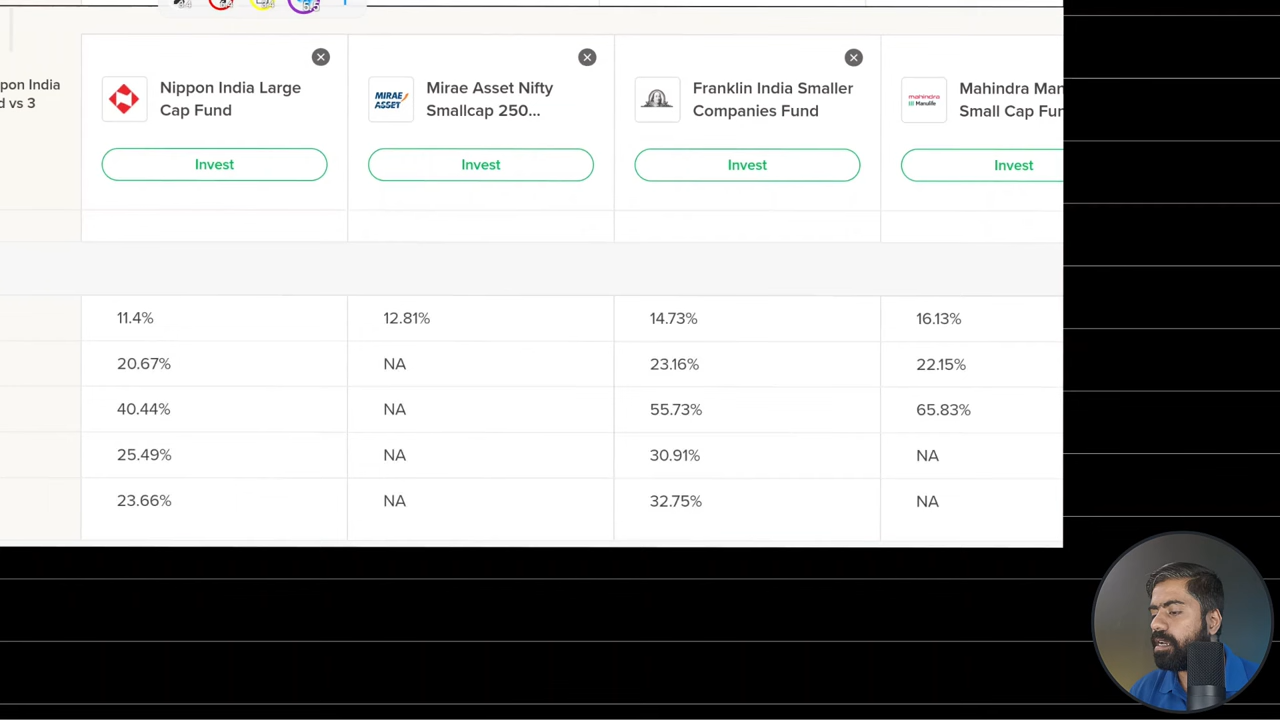 pon India
d vs 3
Nippon India Large
Cap Fund
Invest
MIRAE
ASSET
Mirae Asset Nifty
Smallcap 250...
Invest
Franklin India Smaller
Companies Fund
Invest
mahindra
Manulife
Mahindra Man
Small Cap Fun
Invest
11.4% 12.81% 14.73% 16.13%
20.67% NA 23.16% 22.15%
40.44% NA 55.73% 65.83%
25.49% NA 30.91% NA
23.66% NA 32.75% NA